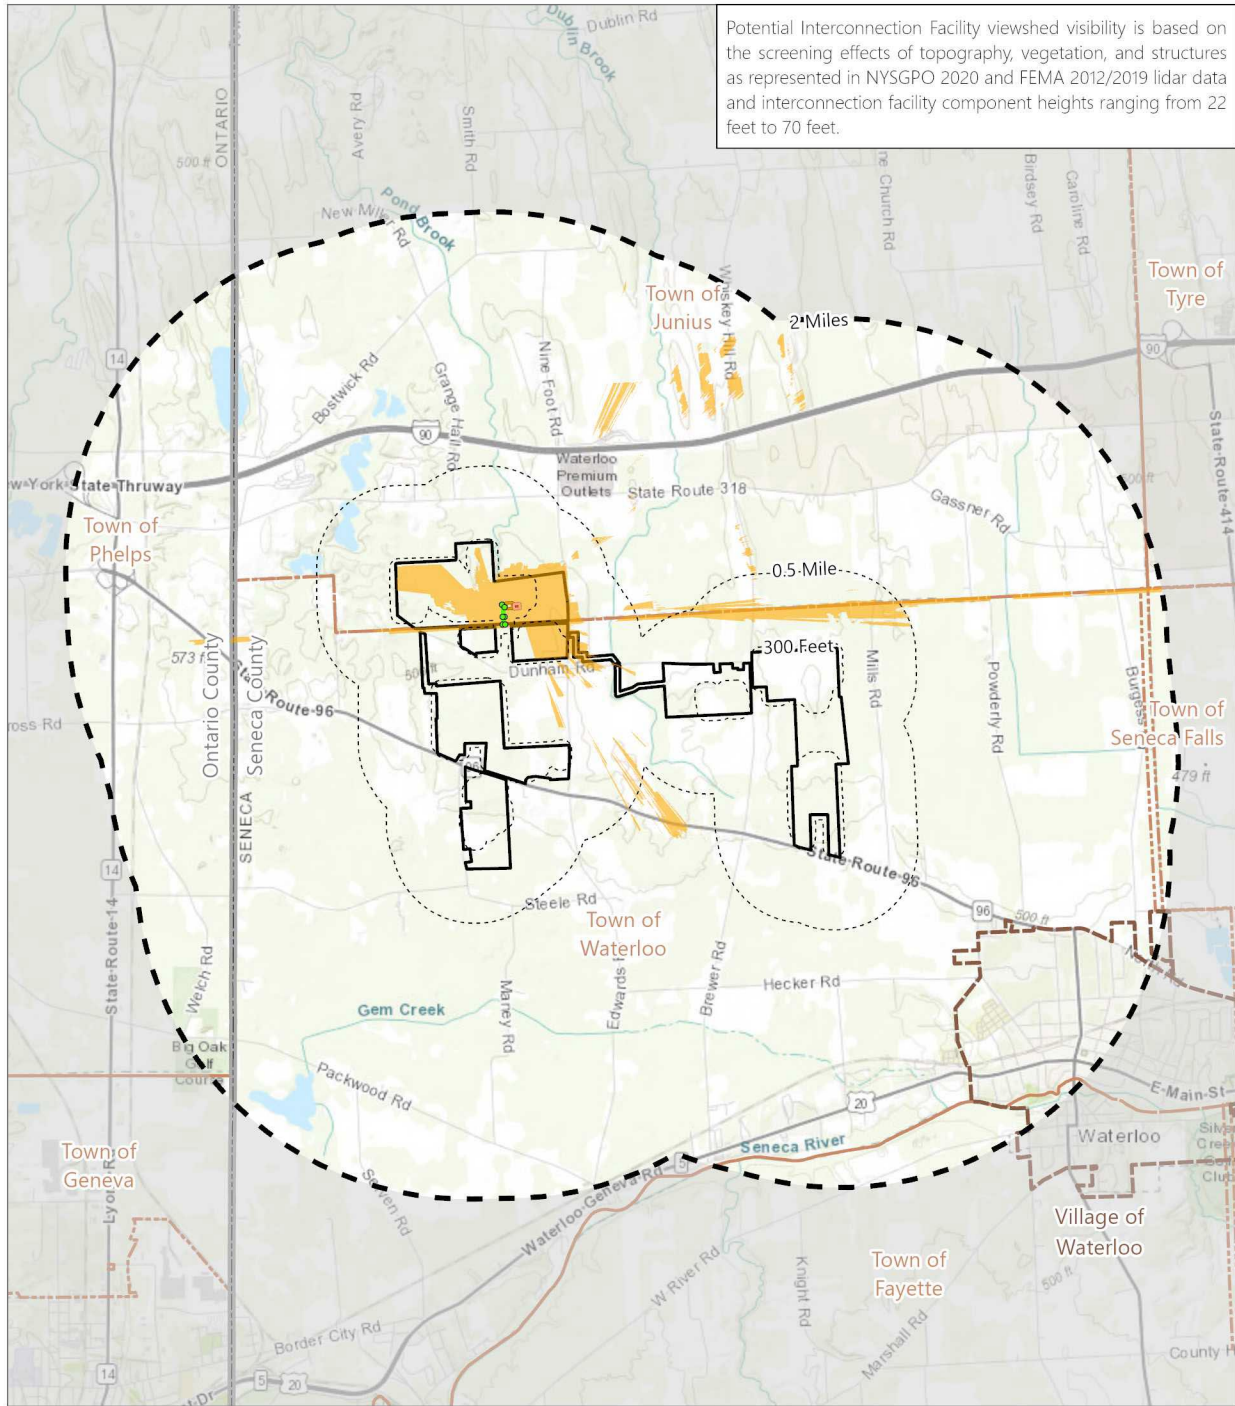 Potential Interconnection Facility viewshed visibility is based on
the screening effects of topography, vegetation, and structures
as represented in NYSGPO 2020 and FEMA 2012/2019 lidar data
and interconnection facility component heights ranging from 22
feet to 70 feet.
Dublin Rd
Dublin Brook
ONTARIO
Avery Rd
Smith Rd
500 ft
Birdsey Rd
Caroline Rd
Church Rd
Pond Brook
Town of
Junius
Whiskey Hill Rd
2 Miles
Town of
Tyre
14
90
Bostwick Rd
Grange Hall Rd
Nine Foot Rd
90
Waterloo
Premium
Outlets
State Route 318
State-Route-414
500 ft
Gassner Rd
York-State-Thruway
Town of
Phelps
0.5 Mile
300 Feet
573 ft
Dunham Rd
Mills Rd
Powderly Rd
Town of
Seneca Falls
479 ft
State-Route-96
Ontario County
Seneca County
SENECA
96
14
State-Route-14
State-Route-96
96
500 ft
Steele Rd
Town of
Waterloo
Welch Rd
Maney Rd
Brewer Rd
Hecker Rd
Gem Creek
Big Oak
Golf
Course
Packwood Rd
20
E-Main-St
Seneca River
Waterloo
5
Town of
Geneva
Waterloo-Geneva-Rd
Village of
Waterloo
Town of
Fayette
W River Rd
Knight Rd
500 ft
Marshall Rd
Border City Rd
County
14
5
20